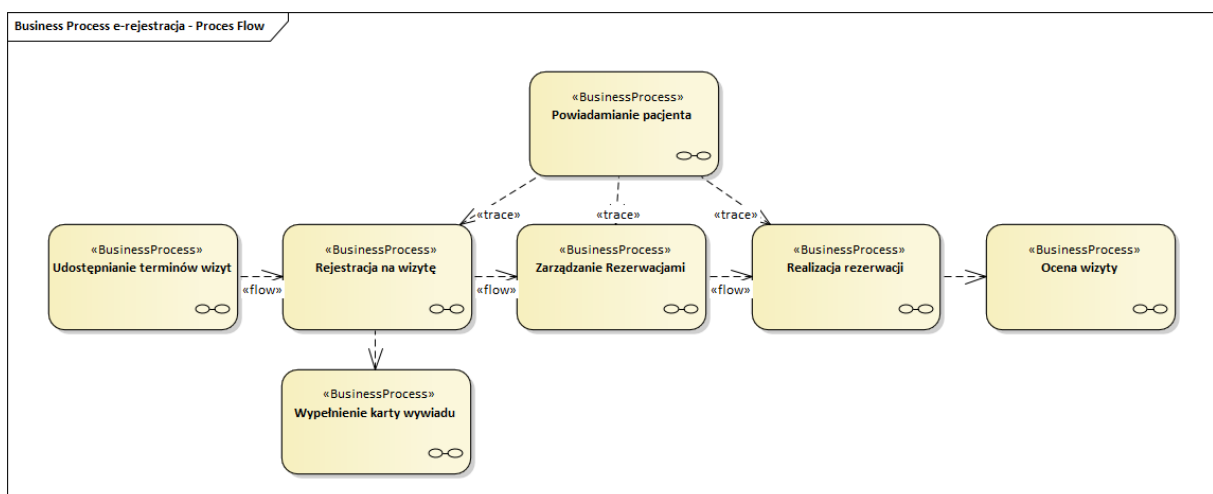 Business Process e-rejestracja - Proces Flow
«BusinessProcess»
Powiadamianie pacjenta
«trace»
«trace»
«trace»
«BusinessProcess»
Udostępnianie terminów wizyt
«flow»
«BusinessProcess»
Rejestracja na wizytę
«flow»
«BusinessProcess»
Zarządzanie Rezerwacjami
«flow»
«BusinessProcess»
Realizacja rezerwacji
«BusinessProcess»
Ocena wizyty
«BusinessProcess»
Wypełnienie karty wywiadu